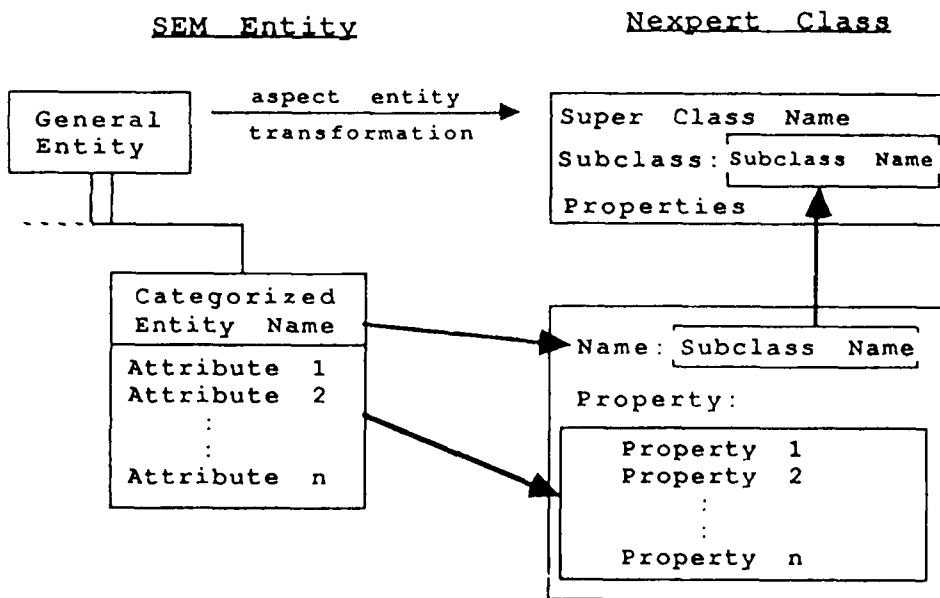 SEM Entity
Nexpert Class
General
Entity
aspect entity
transformation
Super Class Name
Subclass: Subclass Name
Properties
Categorized
Entity Name
Attribute 1
Attribute 2
:
:
Attribute n
Name: Subclass Name
Property:
Property 1
Property 2
:
:
Property n